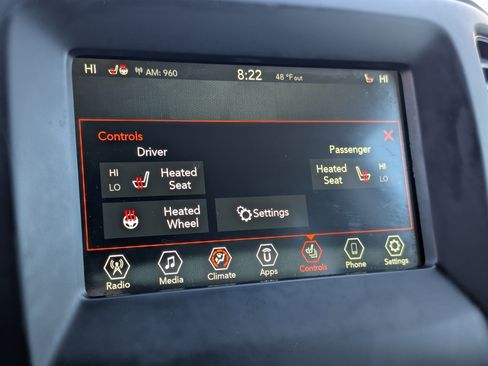 HI AM: 960 8:22 48 °F out HI
Controls
Driver Passenger
HI Heated Heated HI
LO Seat Seat LO
Heated Settings
Wheel
Radio Media Climate Apps Controls Phone Settings